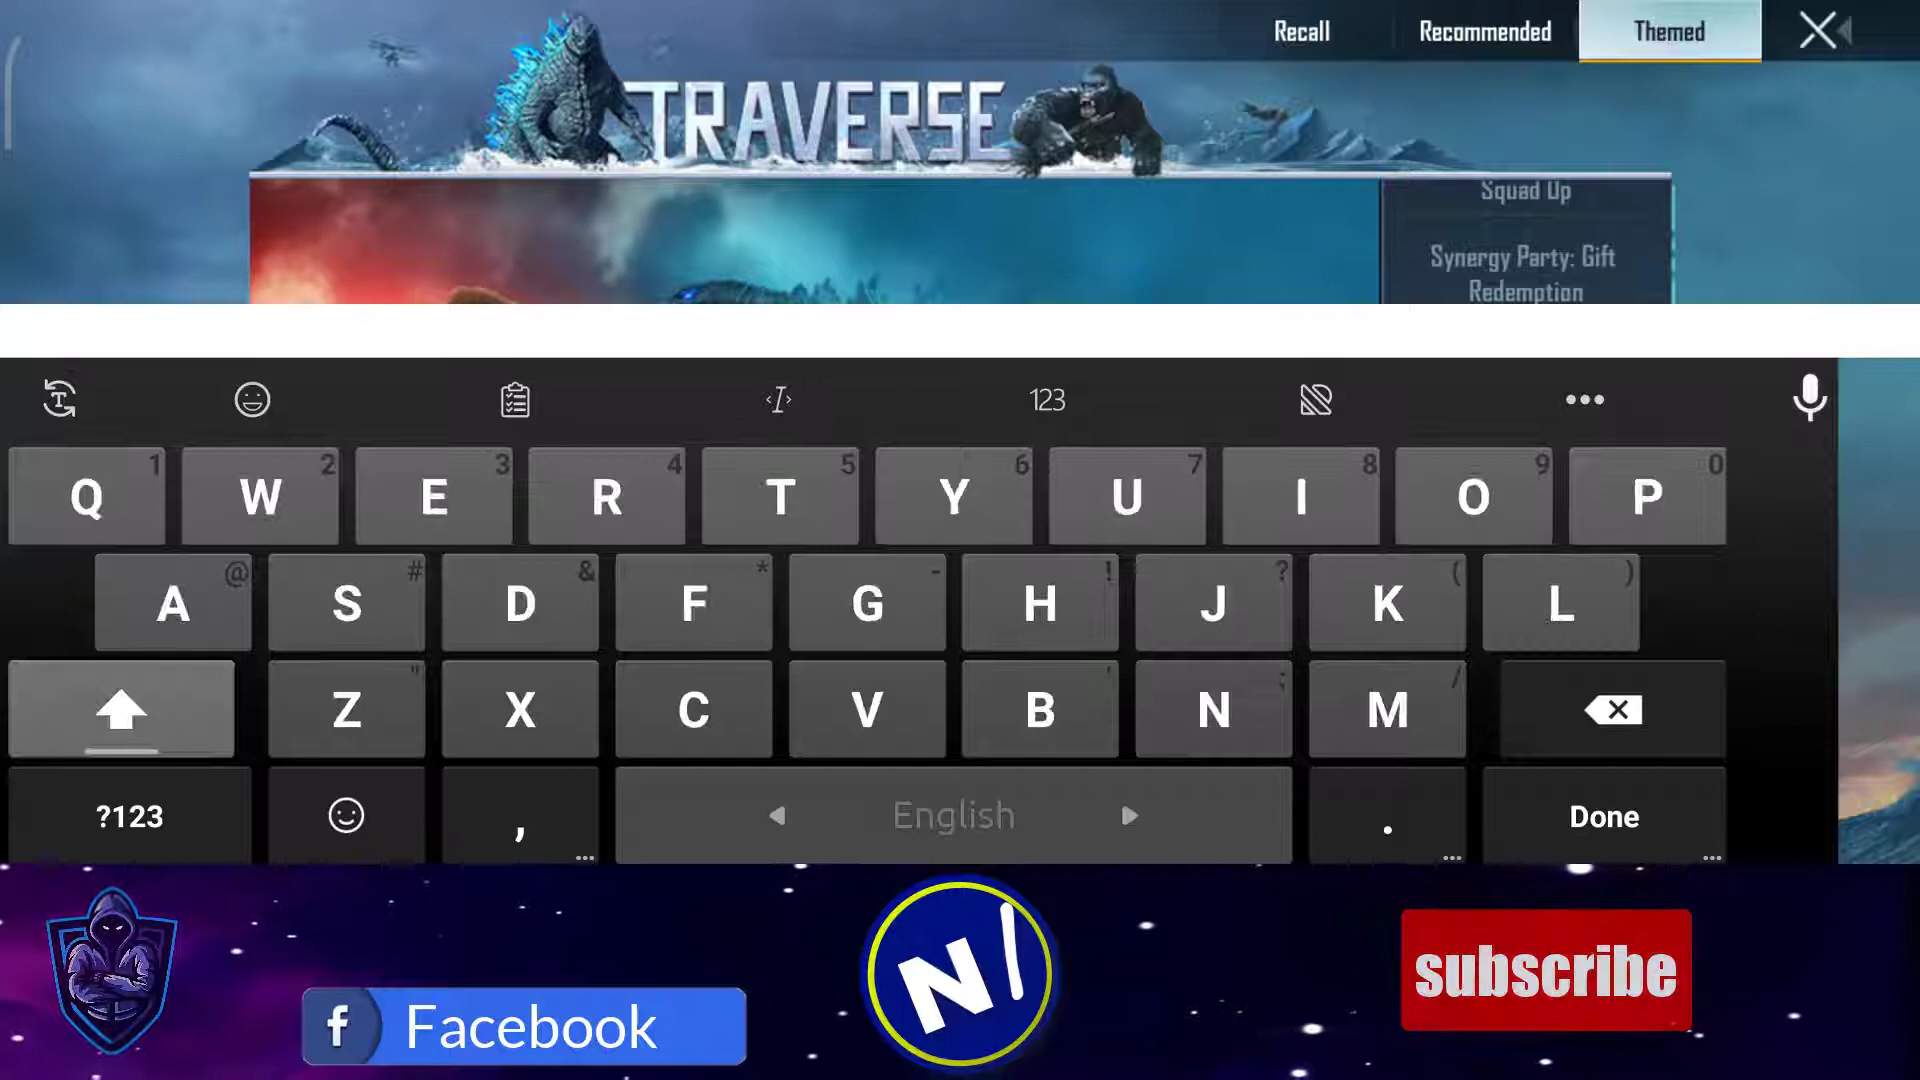 Recall
Recommended
Themed
TRAVERSE
Squad Up
Synergy Party: Gift
Redemption
123
1 2 3 4 5 6 7 8 9 0
Q W E R T Y U I O P
@ # & * - ! ? ( )
A S D F G H J K L
" ' ; /
Z X C V B N M
?123 , English . Done
N/
f Facebook
subscribe